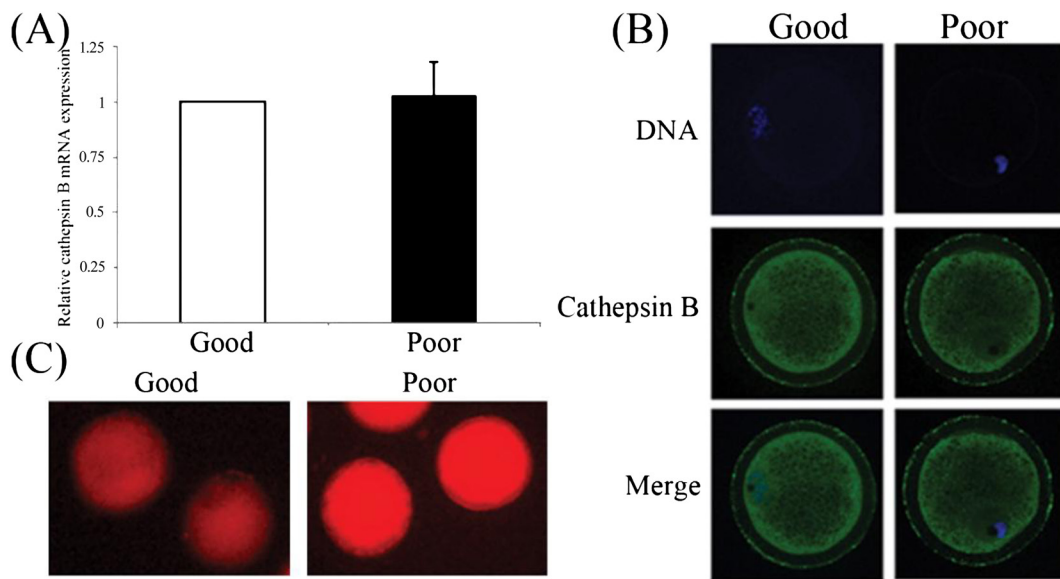 (A)
Relative cathepsin B mRNA expression
1.25
1
0.75
0.5
0.25
0
Good
Poor
(B)
Good
Poor
DNA
Cathepsin B
Merge
(C)
Good
Poor